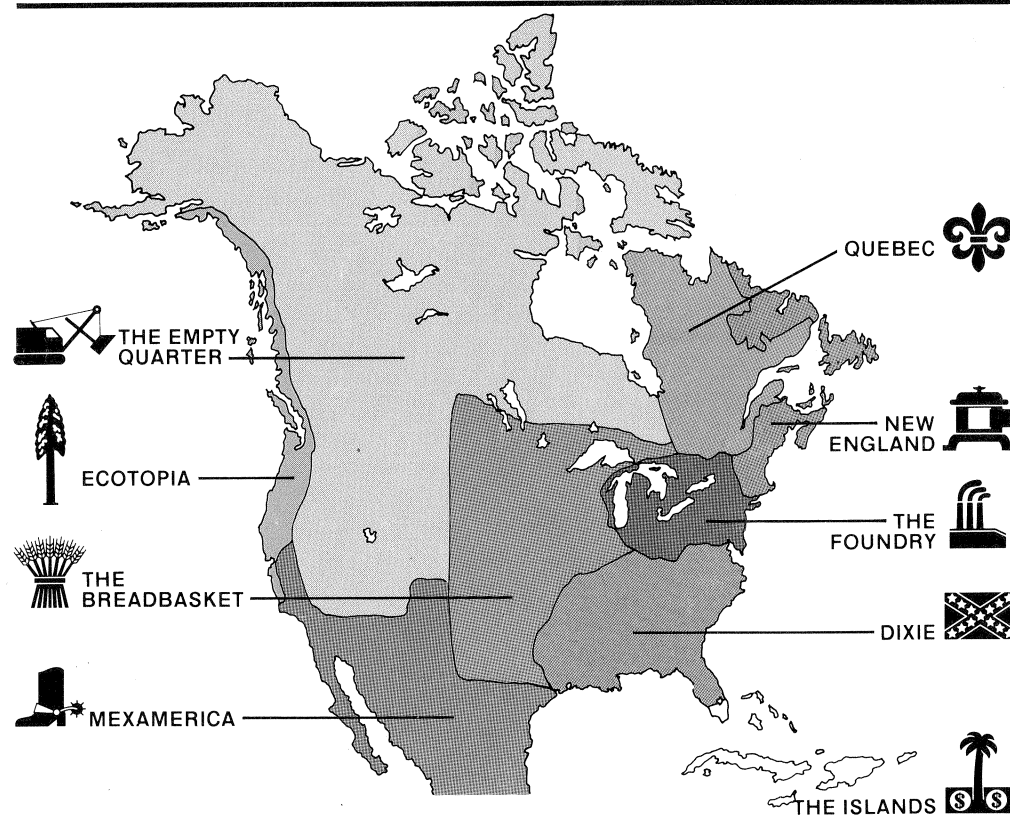 QUEBEC
THE EMPTY
QUARTER
NEW
ENGLAND
ECOTOPIA
THE
FOUNDRY
THE
BREADBASKET
DIXIE
MEXAMERICA
THE ISLANDS
$ $